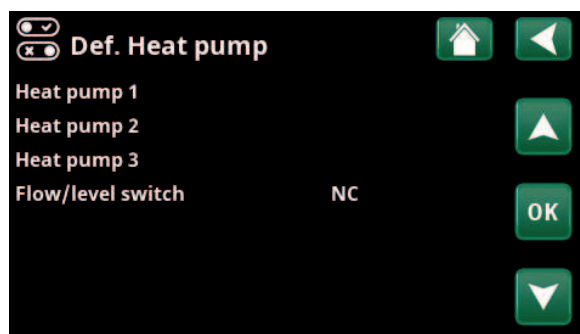 Def. Heat pump
Heat pump 1
Heat pump 2
Heat pump 3
Flow/level switch NC
OK